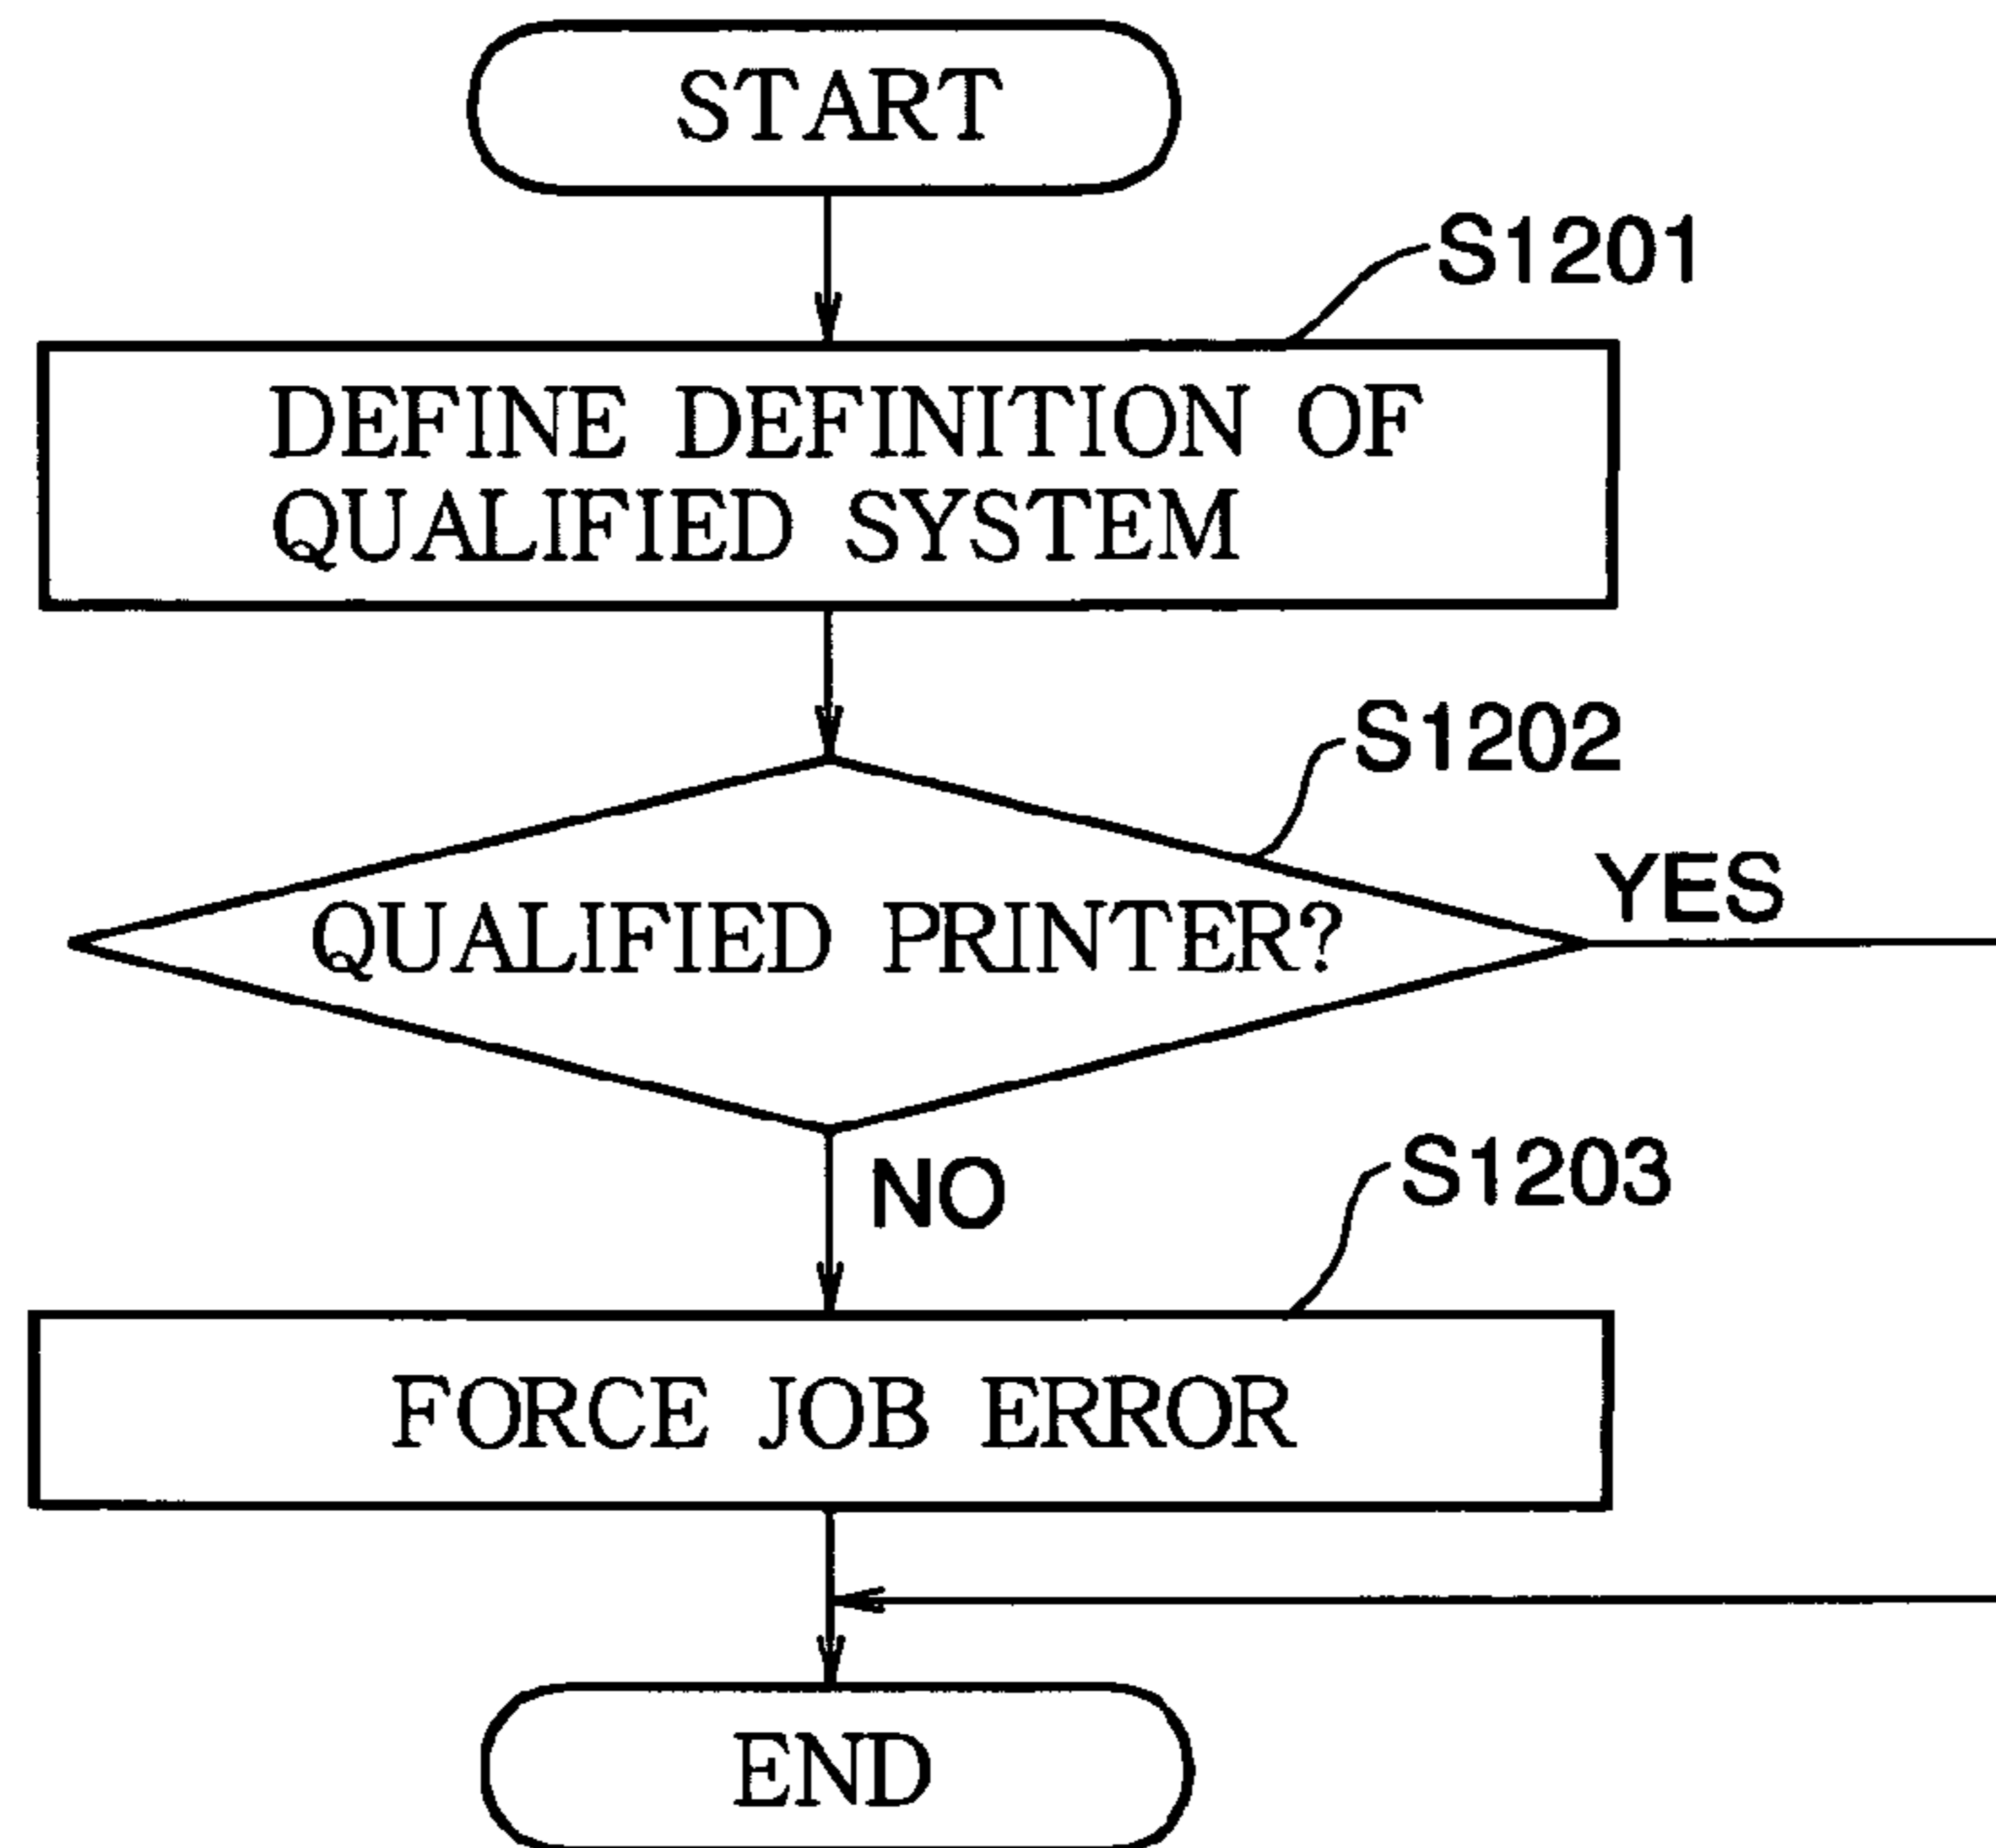 START
S1201
DEFINE DEFINITION OF
QUALIFIED SYSTEM
S1202
QUALIFIED PRINTER?
YES
NO
S1203
FORCE JOB ERROR
END